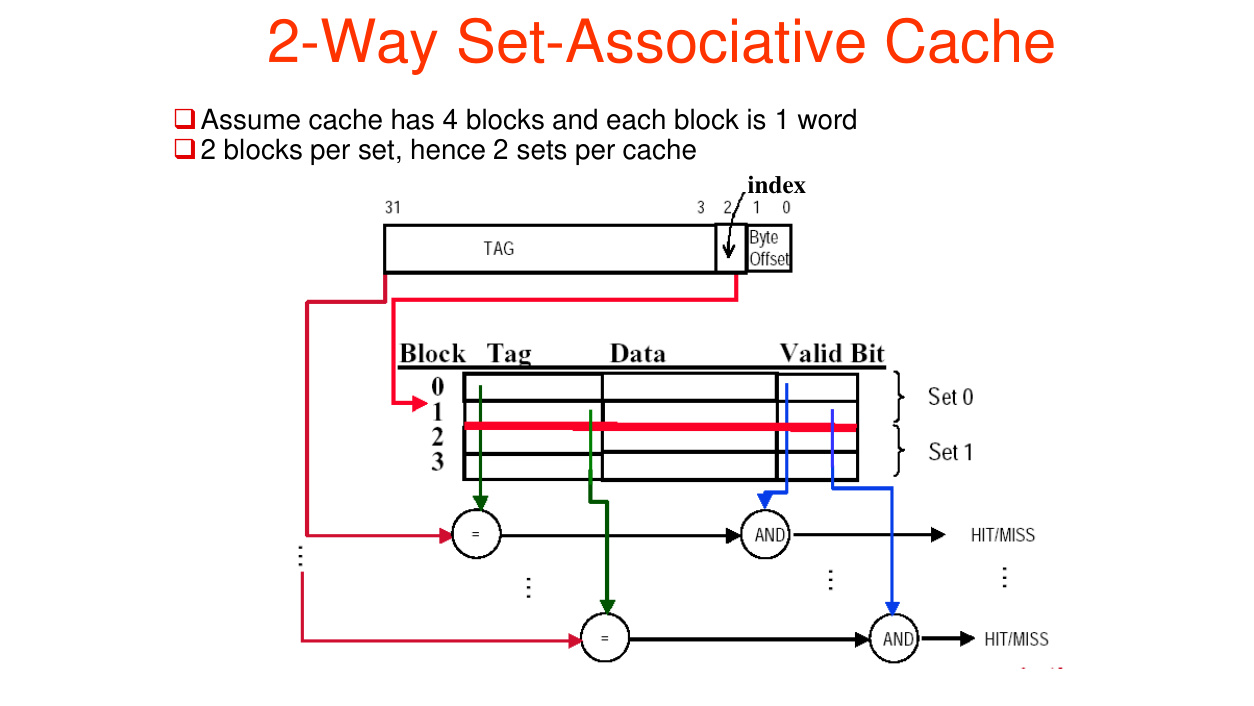 2-Way Set-Associative Cache
Assume cache has 4 blocks and each block is 1 word
2 blocks per set, hence 2 sets per cache
index
31 3 2 1 0
TAG
Byte
Offset
Block Tag Data Valid Bit
0
1
2
3
Set 0
Set 1
= AND HIT/MISS
= AND HIT/MISS